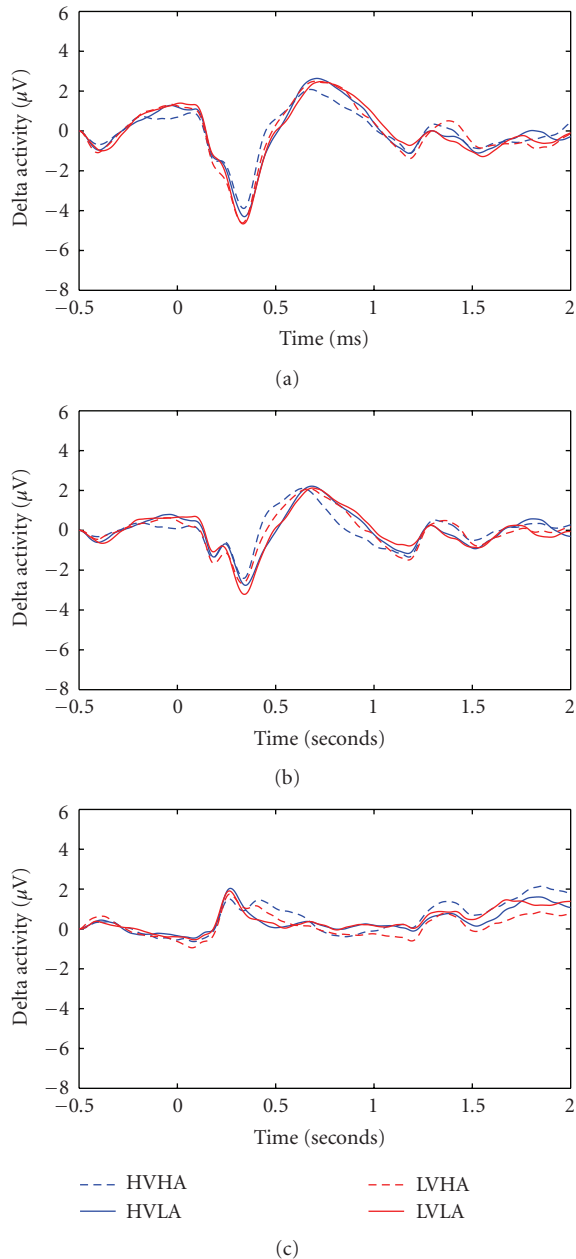 6
4
2
0
−2
−4
−6
−8
Delta activity (µV)
−0.5 0 0.5 1 1.5 2
Time (ms)
(a)
6
4
2
0
−2
−4
−6
−8
Delta activity (µV)
−0.5 0 0.5 1 1.5 2
Time (seconds)
(b)
6
4
2
0
−2
−4
−6
−8
Delta activity (µV)
−0.5 0 0.5 1 1.5 2
Time (seconds)
HVHA LVHA
HVLA LVLA
(c)